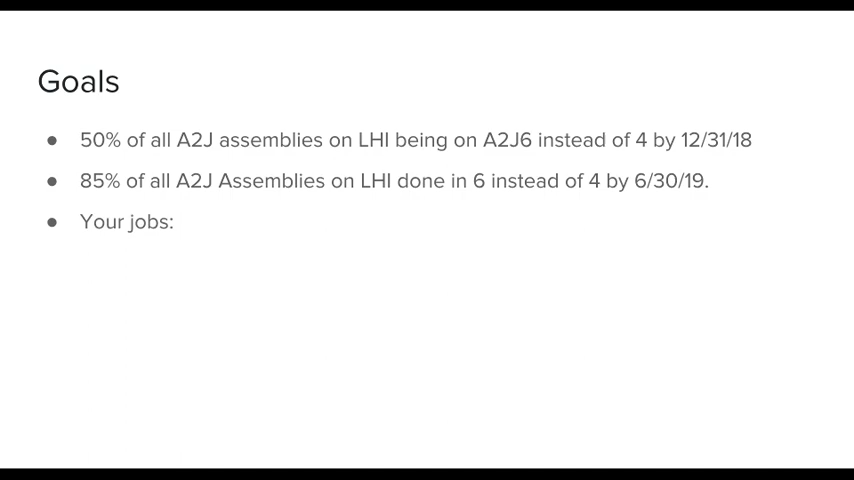 Goals
● 50% of all A2J assemblies on LHI being on A2J6 instead of 4 by 12/31/18
● 85% of all A2J Assemblies on LHI done in 6 instead of 4 by 6/30/19.
● Your jobs: